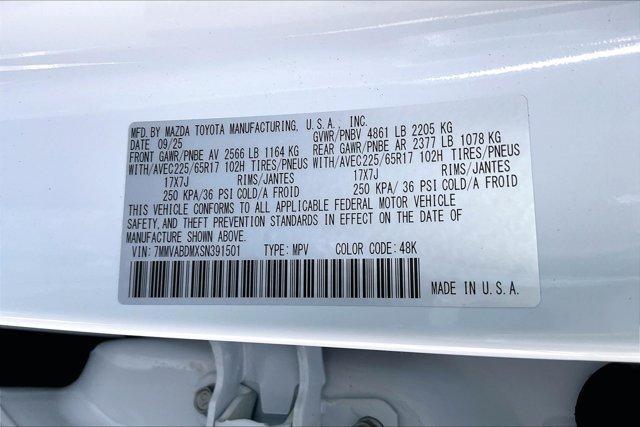 MFD. BY MAZDA TOYOTA MANUFACTURING, U.S.A., INC.
DATE 09/25 GVWR/PNBV 4861 LB 2205 KG
FRONT GAWR/PNBE AV 2566 LB 1164 KG REAR GAWR/PNBE AR 2377 LB 1078 KG
WITH/AVEC225/65R17 102H TIRES/PNEUS WITH/AVEC225/65R17 102H TIRES/PNEUS
17X7J RIMS/JANTES 17X7J RIMS/JANTES
250 KPA/36 PSI COLD/A FROID 250 KPA/ 36 PSI COLD/A FROID
THIS VEHICLE CONFORMS TO ALL APPLICABLE FEDERAL MOTOR VEHICLE
SAFETY, AND THEFT PREVENTION STANDARDS IN EFFECT ON THE DATE OF
MANUFACTURE SHOWN ABOVE.
VIN: 7MMVABDMXSN391501 TYPE: MPV COLOR CODE: 48K
MADE IN U.S.A.